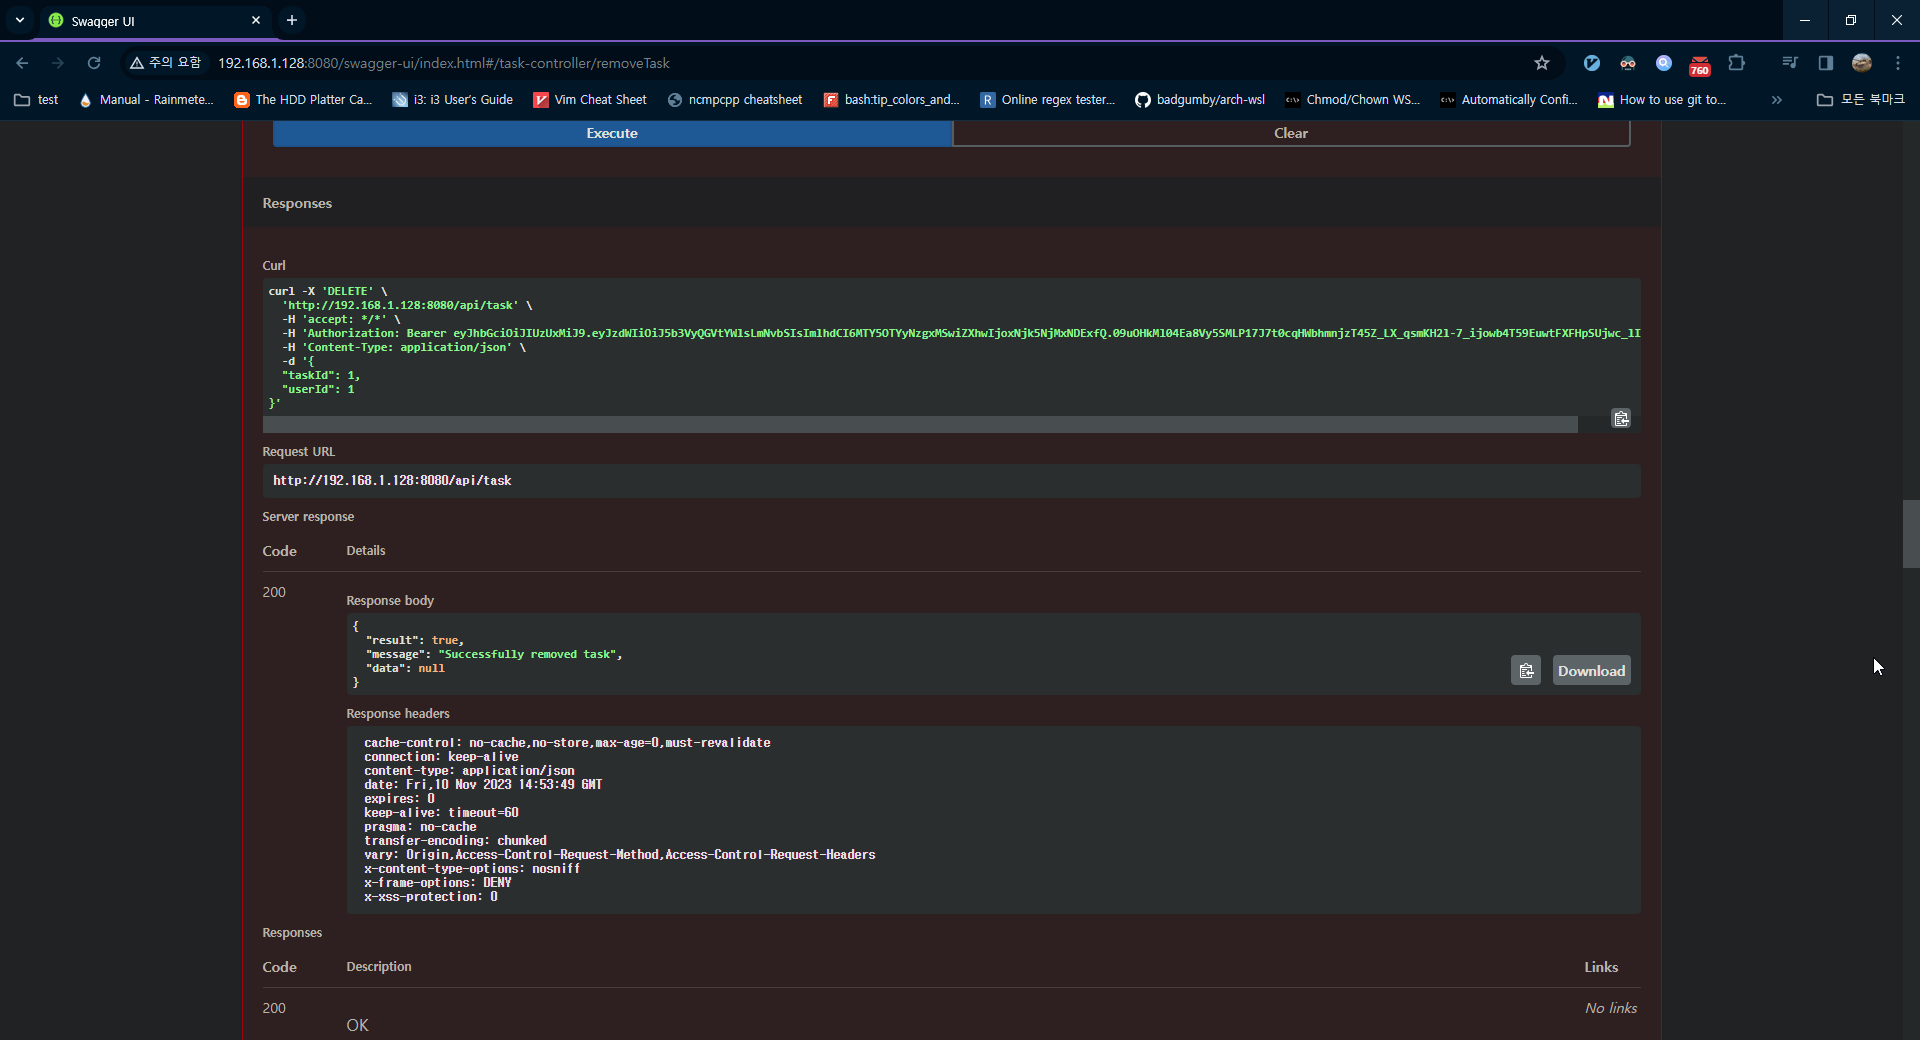 Swagger UI
주의 요함
192.168.1.128:8080/swagger-ui/index.html#/task-controller/removeTask
760
test
Manual - Rainmete...
The HDD Platter Ca...
i3: i3 User's Guide
Vim Cheat Sheet
ncmpcpp cheatsheet
bash:tip_colors_and...
Online regex tester...
badgumby/arch-wsl
Chmod/Chown WS...
Automatically Confi...
How to use git to...
모든 북마크
Execute
Clear
Responses
Curl
curl -X 'DELETE' \
'http://192.168.1.128:8080/api/task' \
-H 'accept: */*' \
-H 'Authorization: Bearer
-H 'Content-Type: application/json' \
-d '{
"taskId": 1,
"userId": 1
}'
Request URL
http://192.168.1.128:8080/api/task
Server response
Code Details
200
Response body
{
"result": true,
"message": "Successfully removed task",
"data": null
}
Download
Response headers
cache-control: no-cache,no-store,max-age=0,must-revalidate
connection: keep-alive
content-type: application/json
date: Fri,10 Nov 2023 14:53:49 GMT
expires: 0
keep-alive: timeout=60
pragma: no-cache
transfer-encoding: chunked
vary: Origin,Access-Control-Request-Method,Access-Control-Request-Headers
x-content-type-options: nosniff
x-frame-options: DENY
x-xss-protection: 0
Responses
Code Description Links
200 No links
OK